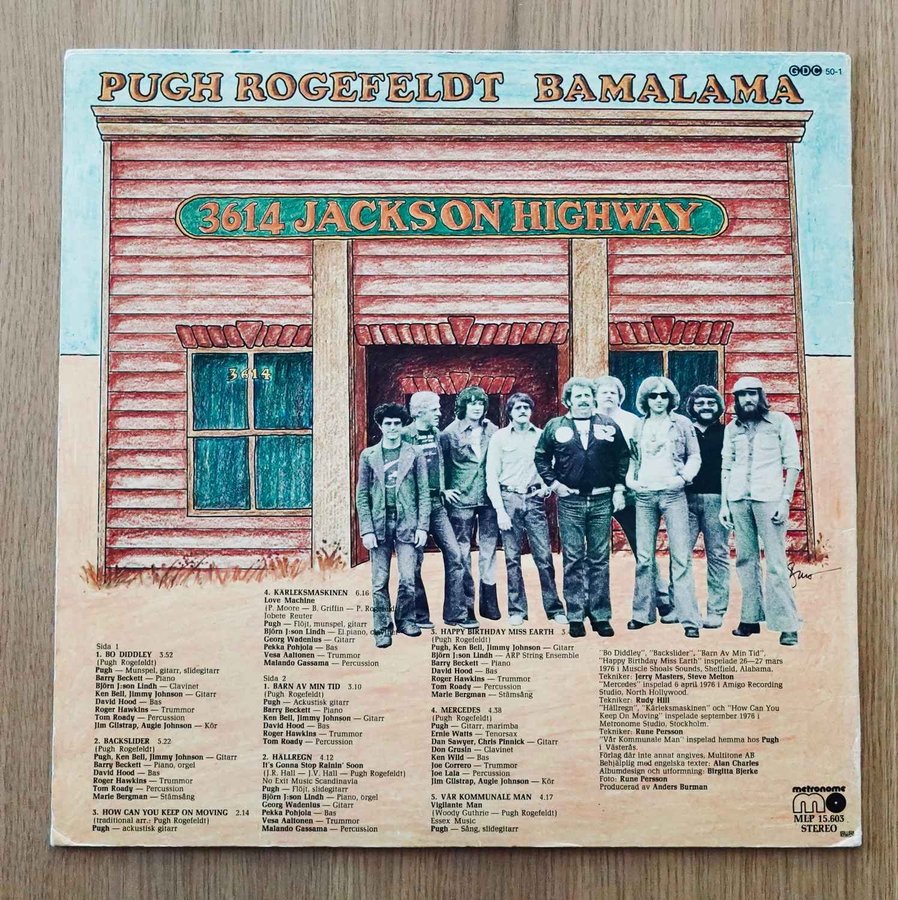 PUGH ROGEFELDT BAMALAMA
GDC 50-1
3614 JACKSON HIGHWAY
3614
Side 1
1. BO DIDDLEY 3.52
(Pugh Rogefeldt)
Pugh — Munspel, gitarr, slidegitarr
Barry Beckett — Piano
Björn J:son Lindh — Clavinet
Ken Bell, Jimmy Johnson — Gitarr
David Hood — Bas
Roger Hawkins — Trummor
Tom Roady — Percussion
Jim Gilstrap, Augie Johnson — Kör
2. BACKSLIDER 5.22
(Pugh Rogefeldt)
Pugh, Ken Bell, Jimmy Johnson — Gitarr
Barry Beckett — Piano, orgel
David Hood — Bas
Roger Hawkins — Trummor
Tom Roady — Percussion
Marie Bergman — Stämsång
3. HOW CAN YOU KEEP ON MOVING 2.14
(traditional arr.: Pugh Rogefeldt)
Pugh — akustisk gitarr
4. KÄRLEKSMASKINEN 6.16
Love Machine
(P. Moore — B. Griffin — P. Rogefeldt
Jobete Reuter
Pugh — Flöjt, munspel, gitarr
Björn J:son Lindh — El piano,
Georg Wadenius — Gitarr
Pekka Pohjola — Bas
Vesa Aaltonen — Trummor
Malando Gassama — Percussion
Side 2
1. BARN AV MIN TID 3.10
(Pugh Rogefeldt)
Pugh — Ackustisk gitarr
Barry Beckett — Piano
Ken Bell, Jimmy Johnson — Gitarr
David Hood — Bas
Roger Hawkins — Trummor
Tom Roady — Percussion
2. HÄLLREGN 4.12
It's Gonna Stop Rainin' Soon
(J.R. Hall — J.V. Hall — Pugh Rogefeldt)
No Exit Music Scandinavia
Pugh — Flöjt, slidegitarr
Björn J:son Lindh — Piano, orgel
Georg Wadenius — Gitarr
Pekka Pohjola — Bas
Vesa Aaltonen — Trummor
Malando Gassama — Percussion
3. HAPPY BIRTHDAY MISS EARTH
(Pugh Rogefeldt)
Pugh, Ken Bell, Jimmy Johnson — Gitarr
Björn J:son Lindh — ARP String Ensemble
Barry Beckett — Piano
David Hood — Bas
Roger Hawkins — Trummor
Tom Roady — Percussion
Marie Bergman — Stämsång
4. MERCEDES 4.38
(Pugh Rogefeldt)
Pugh — Gitarr, marimba
Ernie Watts — Tenorsax
Dan Sawyer, Chris Pinnick — Gitarr
Don Grusin — Clavinet
Ken Wild — Bas
Joe Correro — Trummor
Joe Lala — Percussion
Jim Gilstrap, Augie Johnson — Kör
5. VÅR KOMMUNALE MAN 4.17
Vigilante Man
(Woody Guthrie — Pugh Rogefeldt)
Essex Music
Pugh — Sång, slidegitarr
"Bo Diddley", "Backslider", "Barn Av Min Tid",
"Happy Birthday Miss Earth" inspelade 26—27 mars
1976 i Muscle Shoals Sounds, Sheffield, Alabama.
Tekniker: Jerry Masters, Steve Melton
"Mercedes" inspelad 6 april 1976 i Amigo Recording
Studio, North Hollywood.
Tekniker: Rudy Hill
"Hällregn", "Kärleksmaskinen" och "How Can You
Keep On Moving" inspelade september 1976 i
Metronome Studio, Stockholm.
Tekniker: Rune Persson
"Vår Kommunale Man" inspelad hemma hos Pugh
i Västerås.
Förlag där inte annat angives, Multitone AB
Behjälplig med engelska texter: Alan Charles
Albumdesign och utformning: Birgitta Bjerke
Foto: Rune Persson
Producerad av Anders Burman
metronome
MLP 15.603
STEREO